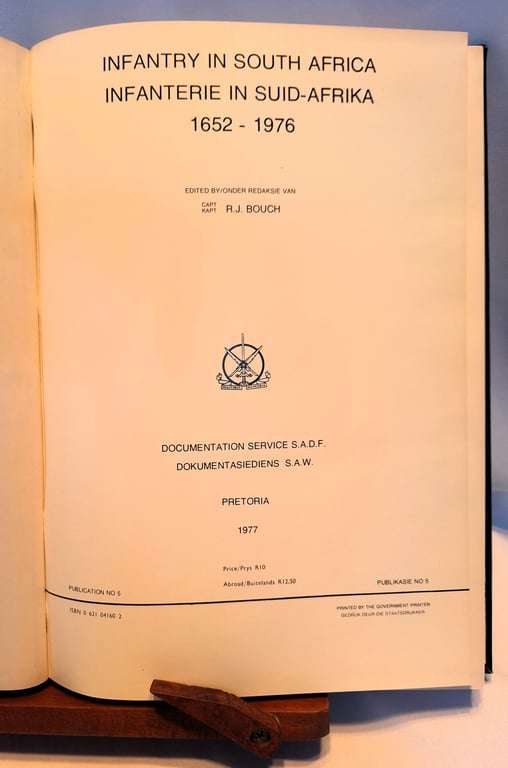 INFANTRY IN SOUTH AFRICA
INFANTERIE IN SUID-AFRIKA
1652 - 1976
EDITED BY/ONDER REDAKSIE VAN
CAPT
KAPT R.J. BOUCH
DOCUMENTATION SERVICE S.A.D.F.
DOKUMENTASIEDIENS S.A.W.
PRETORIA
1977
Price/Prys R10
Abroad/Buitelands R12,50
PUBLICATION NO 5 PUBLIKASIE NO 5
ISBN 0 621 04160 2
PRINTED BY THE GOVERNMENT PRINTER
GEDRUK DEUR DIE STAATSDRUKKER